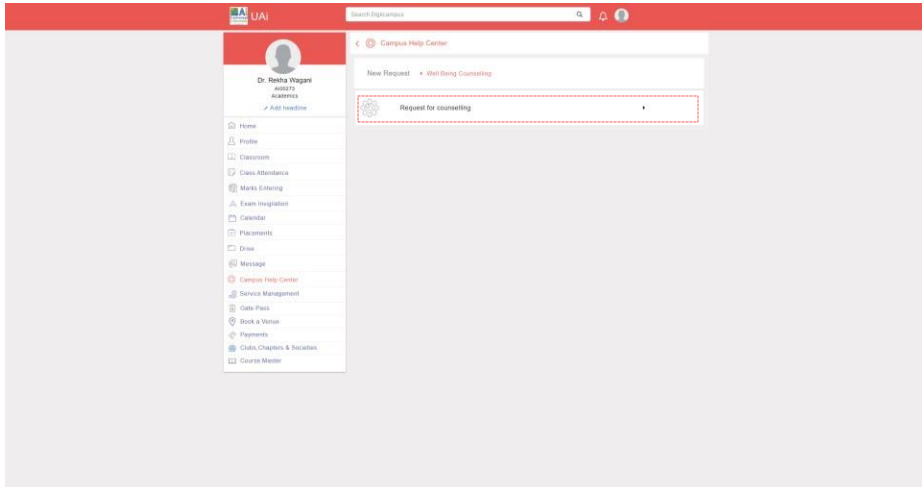 UAi
Search Digicampus
Campus Help Center
Dr. Rekha Wagani
AI00273
Academics
Add headline
New Request • Well Being Counselling
Request for counselling
Home
Profile
Classroom
Class Attendance
Marks Entering
Exam Invigilation
Calendar
Placements
Drive
Message
Campus Help Center
Service Management
Gate Pass
Book a Venue
Payments
Clubs, Chapters & Societies
Course Master